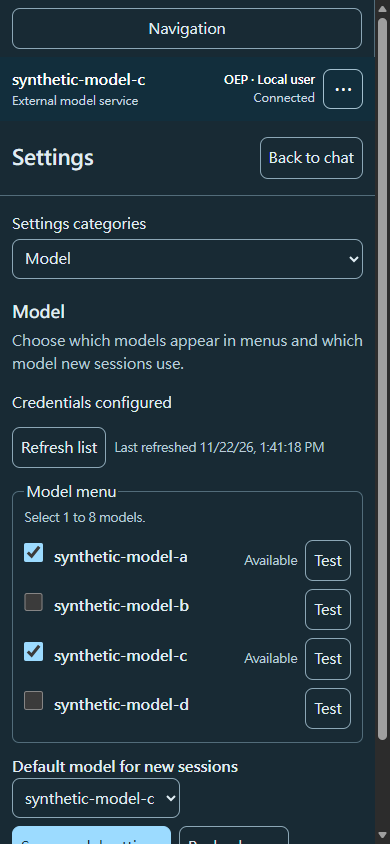 Navigation
synthetic-model-c
OEP · Local user
External model service
Connected
...
Settings
Back to chat
Settings categories
Model
Model
Choose which models appear in menus and which
model new sessions use.
Credentials configured
Refresh list
Last refreshed 11/22/26, 1:41:18 PM
Model menu
Select 1 to 8 models.
synthetic-model-a
Available
Test
synthetic-model-b
Test
synthetic-model-c
Available
Test
synthetic-model-d
Test
Default model for new sessions
synthetic-model-c